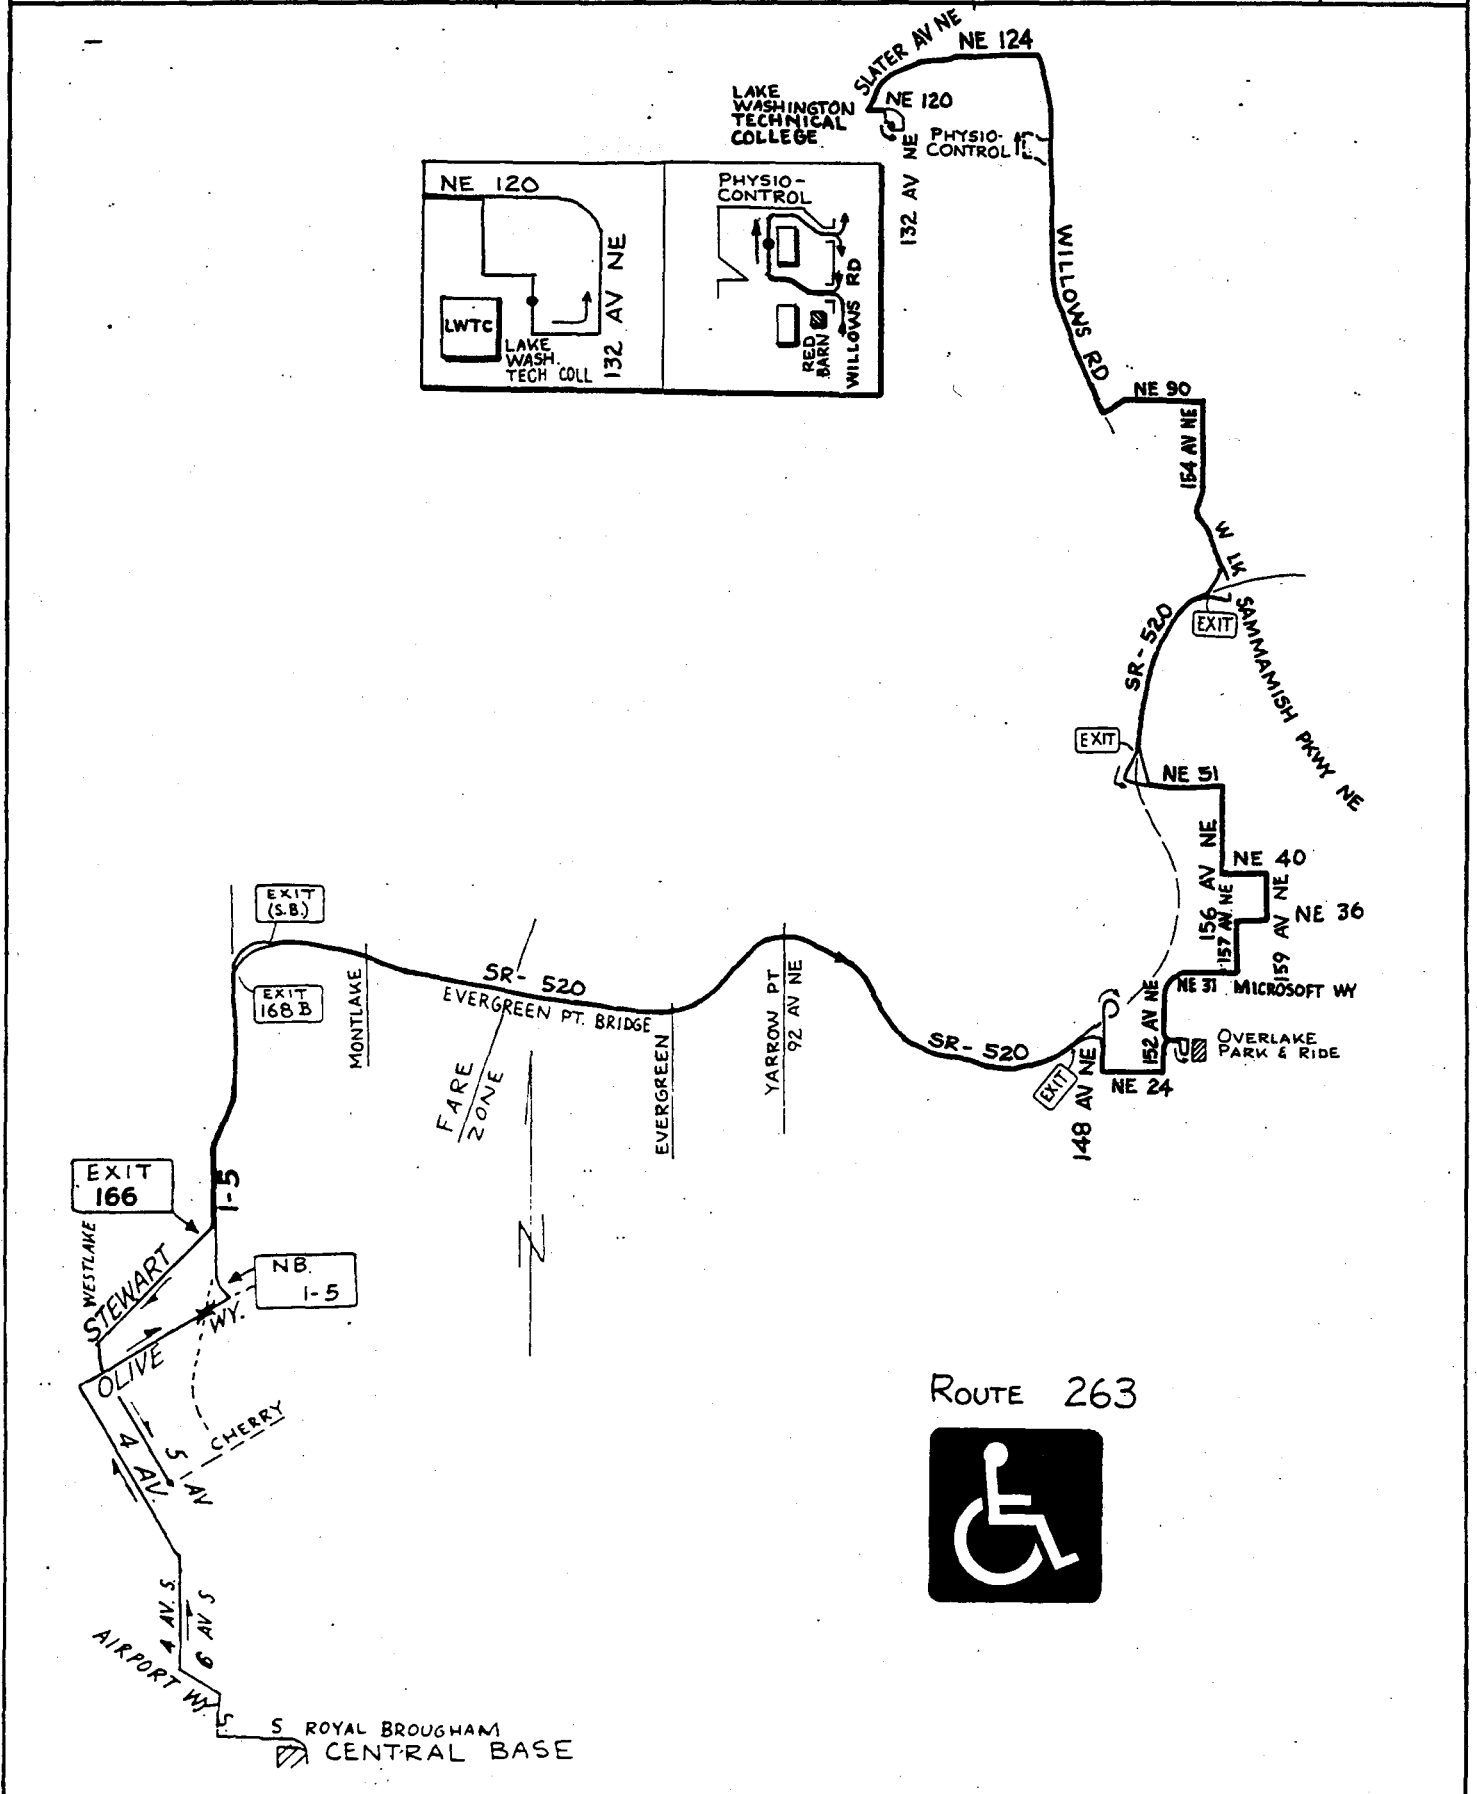 SLATER AV NE
NE 124
LAKE
WASHINGTON
TECHNICAL
COLLEGE
NE 120
132 AV NE
PHYSIO-
CONTROL
NE 120
132 AV NE
LWTC
LAKE
WASH.
TECH COLL
PHYSIO-
CONTROL
WILLOWS RD
RED
BARN
WILLOWS RD
NE 90
154 AV NE
W LK SAMMAMISH PKWY NE
EXIT
SR-520
EXIT
NE 51
156 AV NE
NE 40
157 AV NE
159 AV NE
NE 36
NE 31
MICROSOFT WY
152 AV NE
OVERLAKE
PARK & RIDE
NE 24
148 AV NE
EXIT
SR-520
YARROW PT
92 AV NE
EVERGREEN
SR-520
EVERGREEN PT. BRIDGE
FARE
ZONE
MONTLAKE
EXIT
(S.B.)
EXIT
168 B
N
I-5
EXIT
166
WESTLAKE
STEWART
NB.
I-5
OLIVE WY.
CHERRY
5 AV
4 AV.
4 AV. S.
6 AV S
AIRPORT WY. S.
S ROYAL BROUGHAM
CENTRAL BASE
ROUTE 263